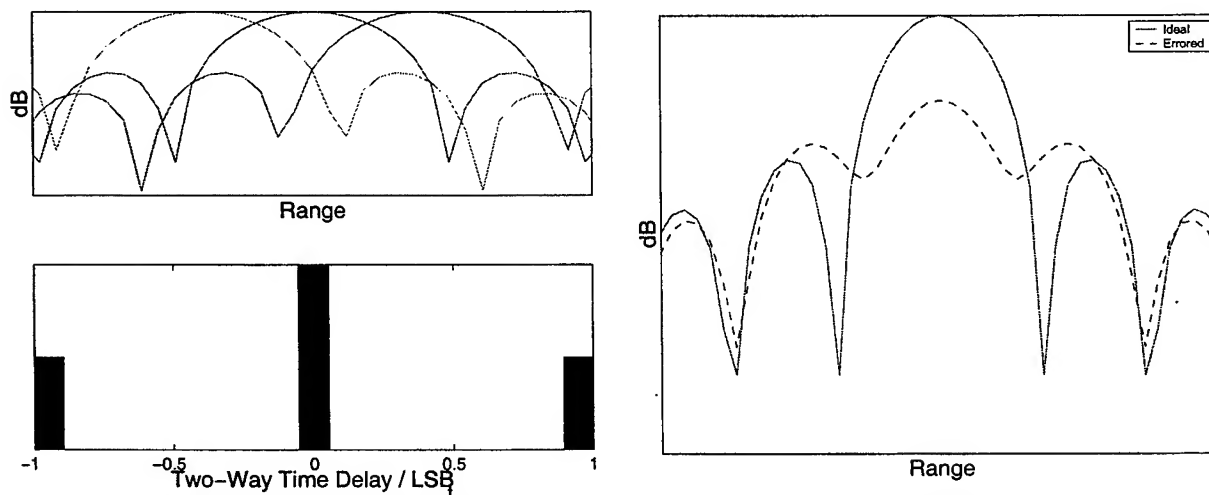 dB
Range
-1
-0.5
0
0.5
1
Two-Way Time Delay / LSB
f
Ideal
Errored
dB
Range